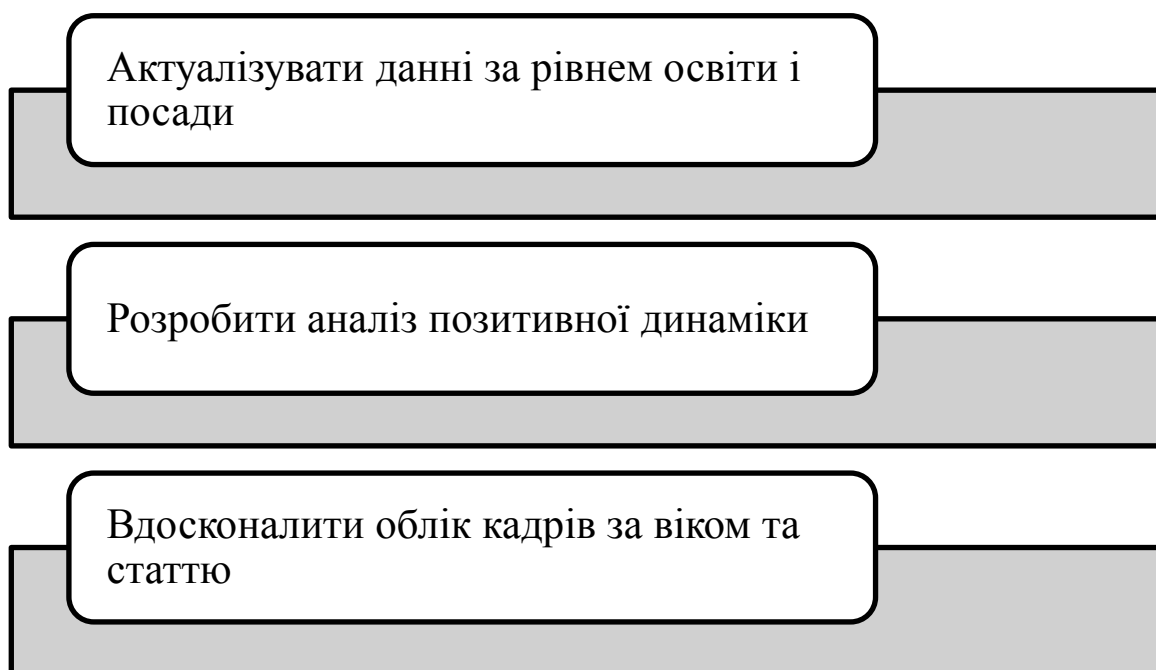 Актуалізувати данні за рівнем освіти і
посади
Розробити аналіз позитивної динаміки
Вдосконалити облік кадрів за віком та
статтю